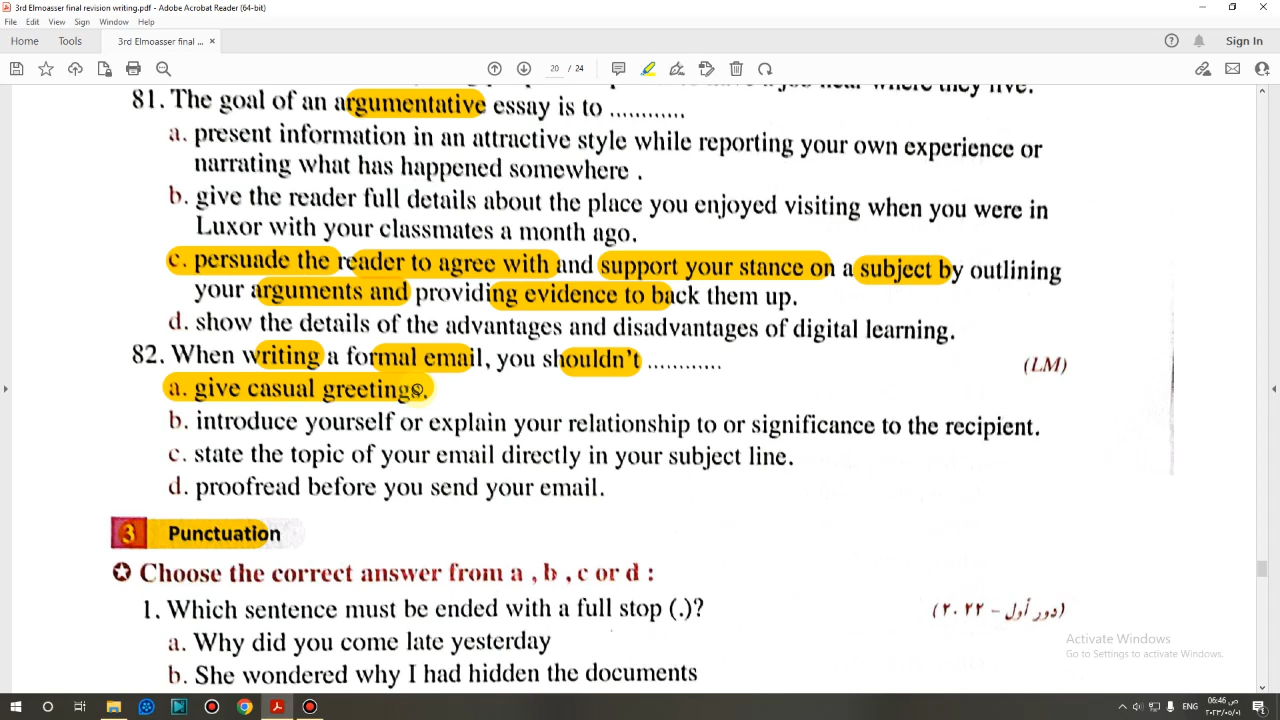 3rd Elmoasser final revision writing.pdf - Adobe Acrobat Reader (64-bit)
File Edit View Sign Window Help
Home Tools 3rd Elmoasser final ... × Sign In
20 / 24
81. The goal of an argumentative essay is to ............
a. present information in an attractive style while reporting your own experience or
narrating what has happened somewhere .
b. give the reader full details about the place you enjoyed visiting when you were in
Luxor with your classmates a month ago.
c. persuade the reader to agree with and support your stance on a subject by outlining
your arguments and providing evidence to back them up.
d. show the details of the advantages and disadvantages of digital learning.
82. When writing a formal email, you shouldn't ............ (LM)
a. give casual greetings.
b. introduce yourself or explain your relationship to or significance to the recipient.
c. state the topic of your email directly in your subject line.
d. proofread before you send your email.
3 Punctuation
Choose the correct answer from a , b , c or d :
1. Which sentence must be ended with a full stop (.)? (دور أول - ٢٠٢٢)
a. Why did you come late yesterday
b. She wondered why I had hidden the documents
Activate Windows
Go to Settings to activate Windows.
ENG
06:46 ص
٢٠٢٣/٠٥/٠١